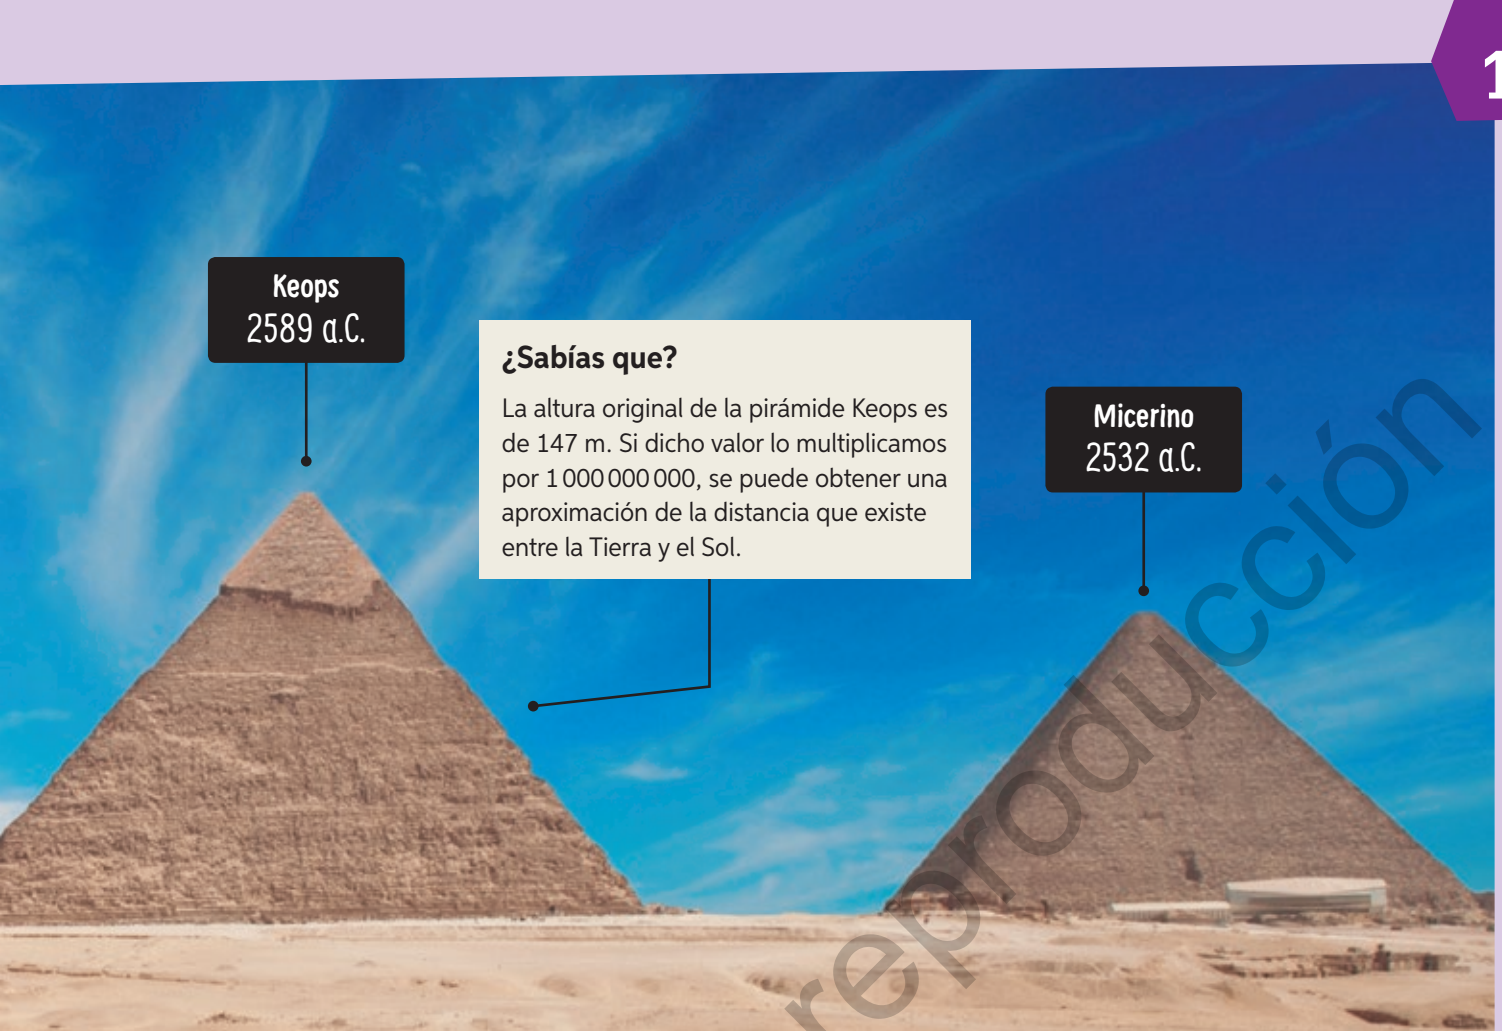 1
Keops
2589 a.C.
¿Sabías que?
La altura original de la pirámide Keops es
de 147 m. Si dicho valor lo multiplicamos
por 1 000 000 000, se puede obtener una
aproximación de la distancia que existe
entre la Tierra y el Sol.
Micerino
2532 a.C.
reproducción